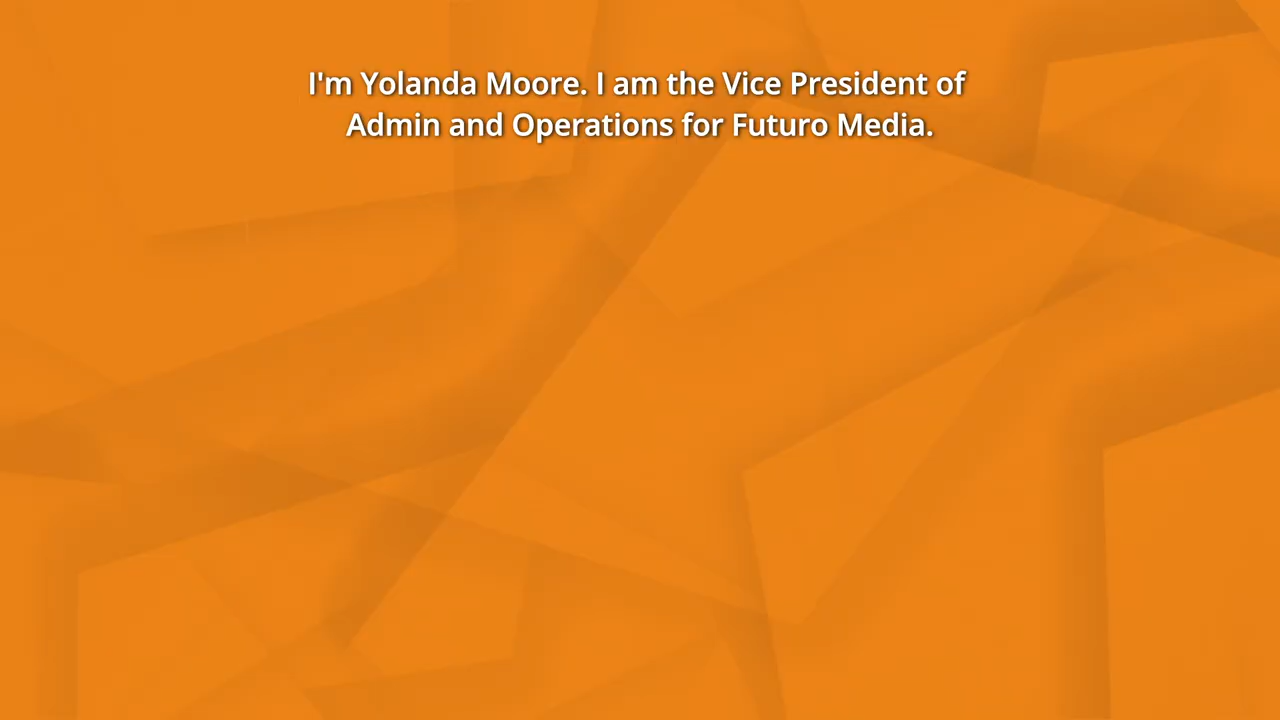 I'm Yolanda Moore. I am the Vice President of
Admin and Operations for Futuro Media.